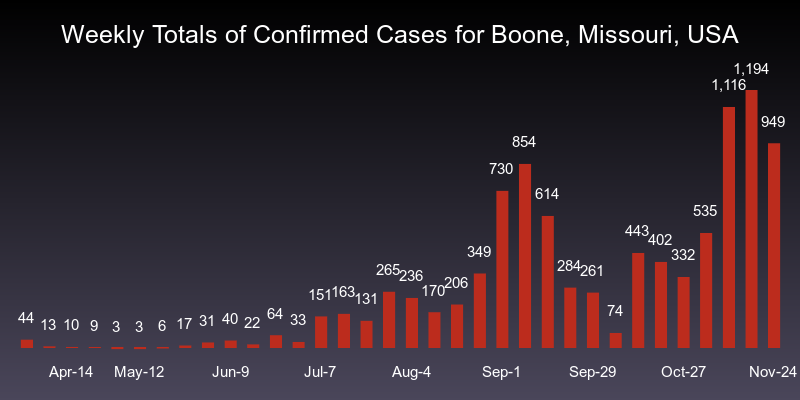 Weekly Totals of Confirmed Cases for Boone, Missouri, USA
44 13 10 9 3 3 6 17 31 40 22 64 33 151 163 131 265 236 170 206 349 730 854 614 284 261 74 443 402 332 535 1,116 1,194 949
Apr-14 May-12 Jun-9 Jul-7 Aug-4 Sep-1 Sep-29 Oct-27 Nov-24